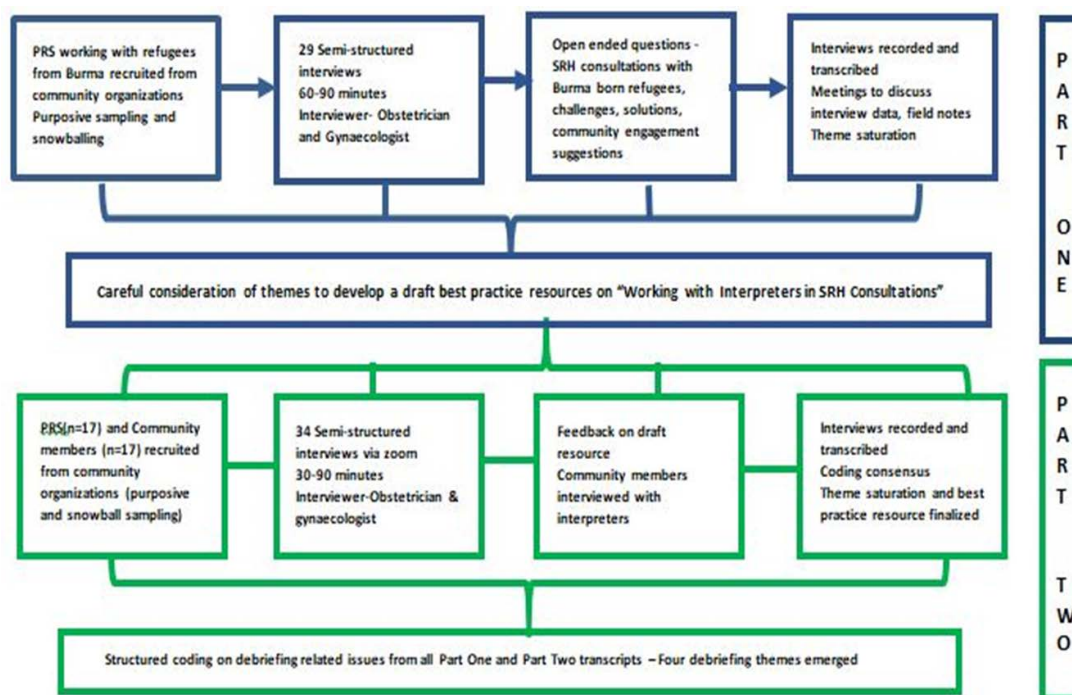 PRS working with refugees
from Burma recruited from
community organizations
Purposive sampling and
snowballing
29 Semi-structured
interviews
60-90 minutes
Interviewer- Obstetrician
and Gynaecologist
Open ended questions -
SRH consultations with
Burma born refugees,
challenges, solutions,
community engagement
suggestions
Interviews recorded and
transcribed
Meetings to discuss
interview data, field notes
Theme saturation
P
A
R
T
O
N
E
Careful consideration of themes to develop a draft best practice resources on “Working with Interpreters in SRH Consultations”
PRS(n=17) and Community
members (n=17) recruited
from community
organizations (purposive
and snowball sampling)
34 Semi-structured
interviews via zoom
30-90 minutes
Interviewer-Obstetrician &
gynaecologist
Feedback on draft
resource
Community members
interviewed with
interpreters
Interviews recorded and
transcribed
Coding consensus
Theme saturation and best
practice resource finalized
P
A
R
T
T
W
O
Structured coding on debriefing related issues from all Part One and Part Two transcripts – Four debriefing themes emerged